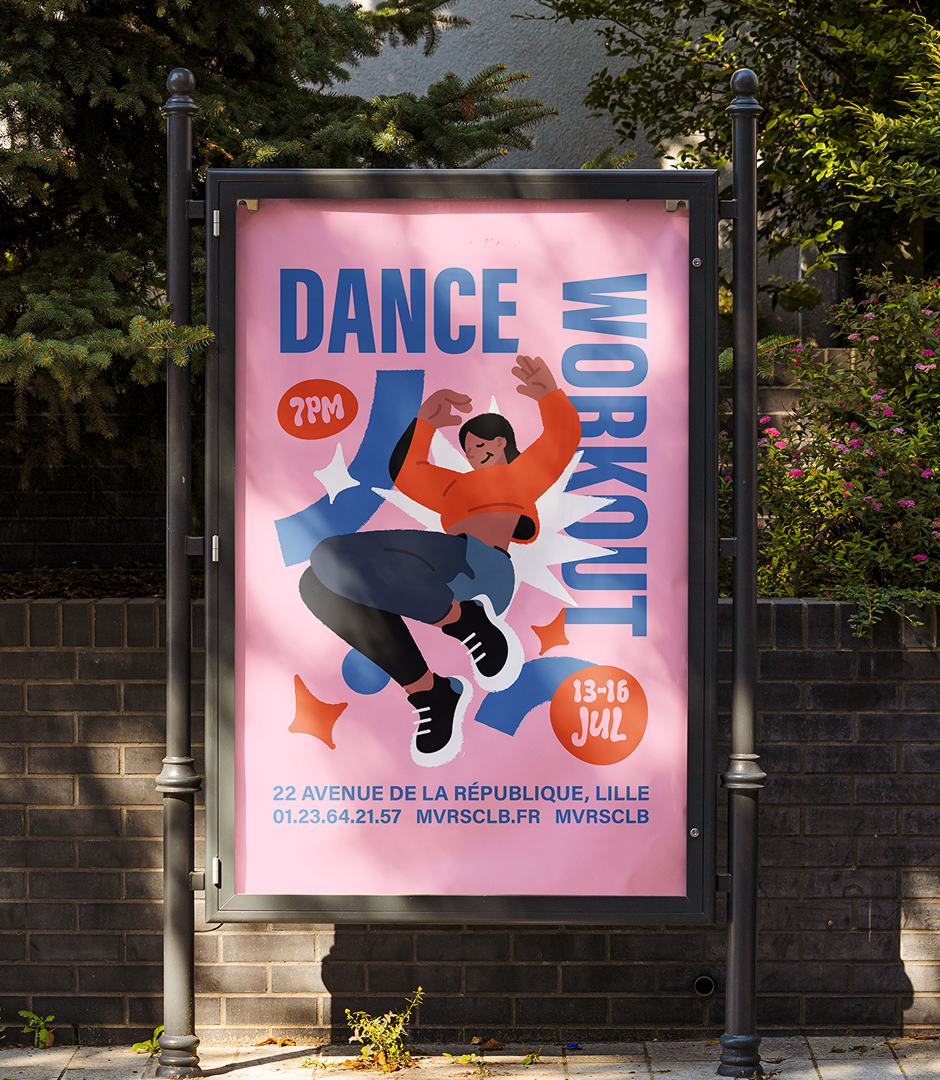 DANCE
WORKOUT
7PM
13-16
JUL
22 AVENUE DE LA RÉPUBLIQUE, LILLE
01.23.64.21.57 MVRSCLB.FR MVRSCLB